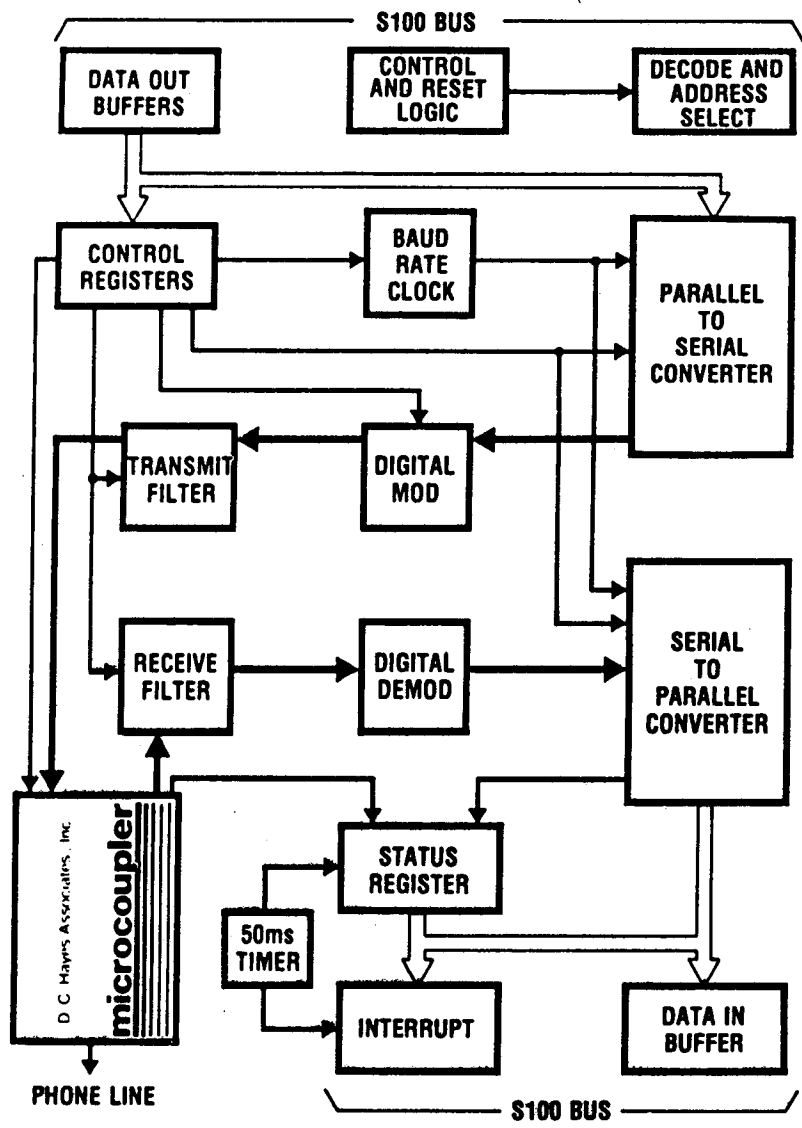 S100 BUS
DATA OUT
BUFFERS
CONTROL
AND RESET
LOGIC
DECODE AND
ADDRESS
SELECT
CONTROL
REGISTERS
BAUD
RATE
CLOCK
PARALLEL
TO
SERIAL
CONVERTER
TRANSMIT
FILTER
DIGITAL
MOD
RECEIVE
FILTER
DIGITAL
DEMOD
SERIAL
TO
PARALLEL
CONVERTER
D C Hayes Associates, Inc.
microcoupler
STATUS
REGISTER
50ms
TIMER
INTERRUPT
DATA IN
BUFFER
PHONE LINE
S100 BUS